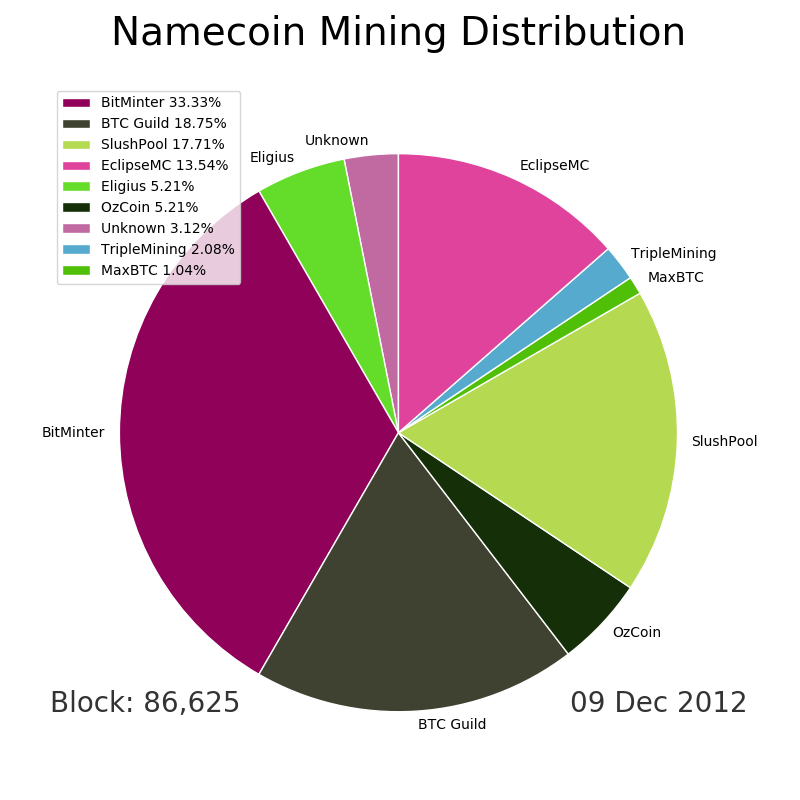 Namecoin Mining Distribution
BitMinter 33.33%
BTC Guild 18.75%
SlushPool 17.71%
EclipseMC 13.54%
Eligius 5.21%
OzCoin 5.21%
Unknown 3.12%
TripleMining 2.08%
MaxBTC 1.04%
Unknown
Eligius
EclipseMC
TripleMining
MaxBTC
BitMinter
SlushPool
OzCoin
BTC Guild
Block: 86,625
09 Dec 2012